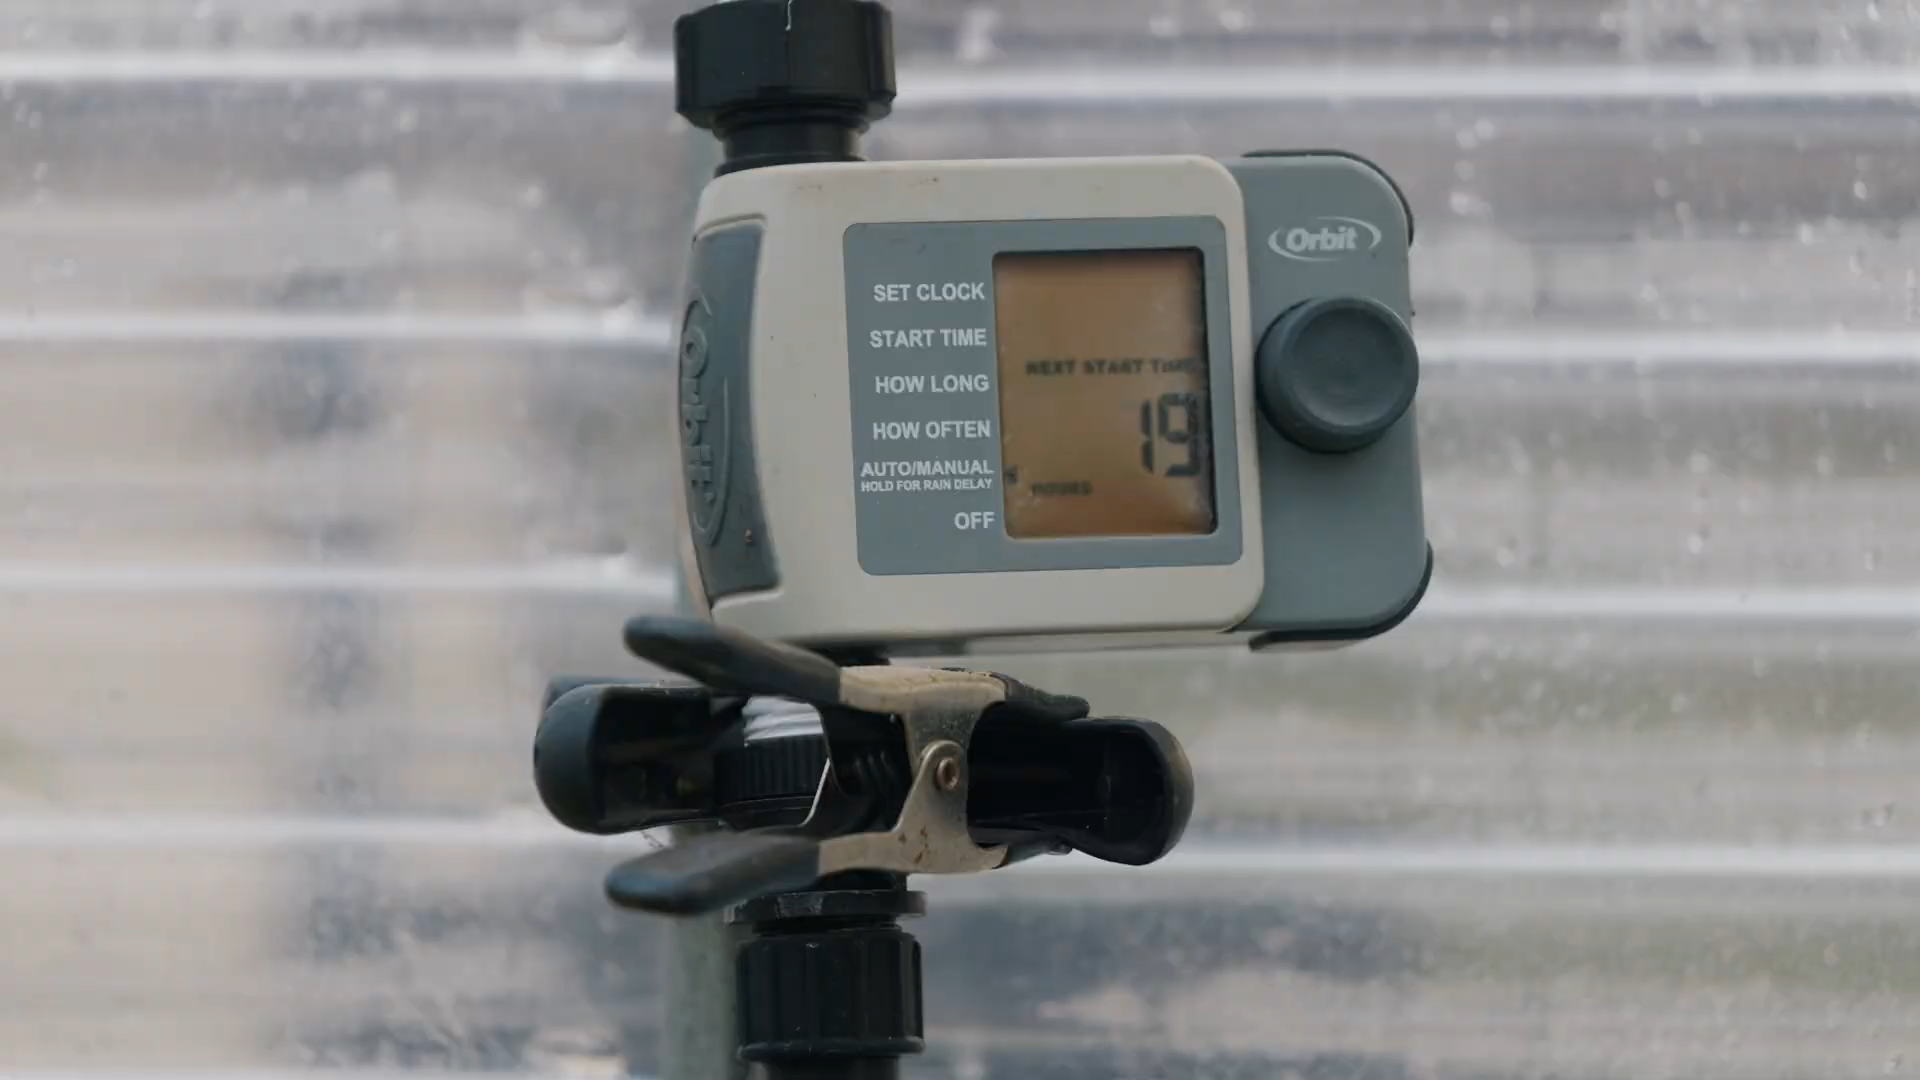 Orbit
SET CLOCK
START TIME
HOW LONG
HOW OFTEN
AUTO/MANUAL
HOLD FOR RAIN DELAY
OFF
NEXT START TIME
19
HOURS
Orbit